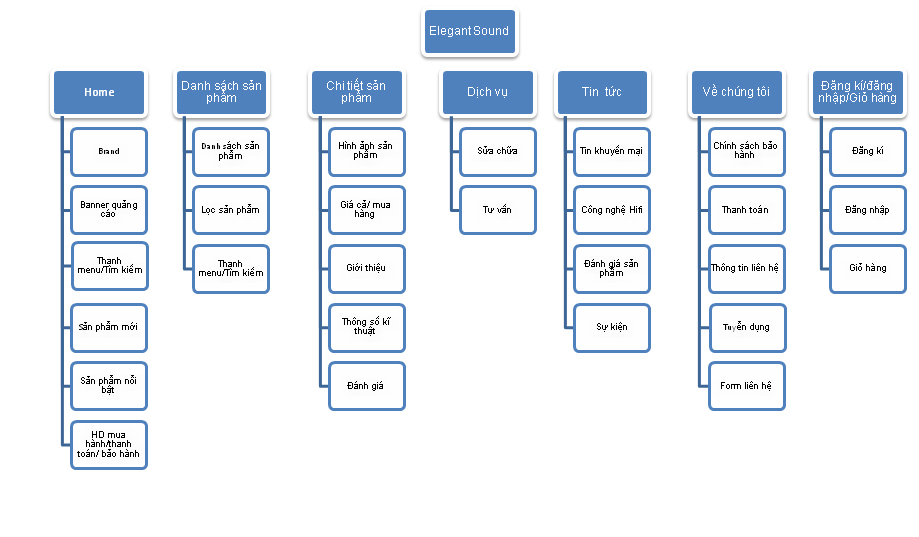 Elegant Sound
Home
Brand
Banner quảng
cáo
Thanh
menu/Tìm kiếm
Sản phẩm mới
Sản phẩm nỗi
bật
HD mua
hành/thanh
toán/ bảo hành
Danh sách sản
phẩm
Danh sách sản
phẩm
Lọc sản phẩm
Thanh
menu/Tìm kiếm
Chi tiết sản
phẩm
Hình ảnh sản
phẩm
Giá cả/ mua
hàng
Giới thiệu
Thông số kĩ
thuật
Đánh giá
Dịch vụ
Sửa chữa
Tư vấn
Tin tức
Tin khuyến mại
Công nghệ Hifi
Đánh giá sản
phẩm
Sự kiện
Về chúng tôi
Chính sách bảo
hành
Thanh toán
Thông tin liên hệ
Tuyển dụng
Form liên hệ
Đăng kí/đăng
nhập/Giỏ hàng
Đăng kí
Đăng nhập
Giỏ hàng